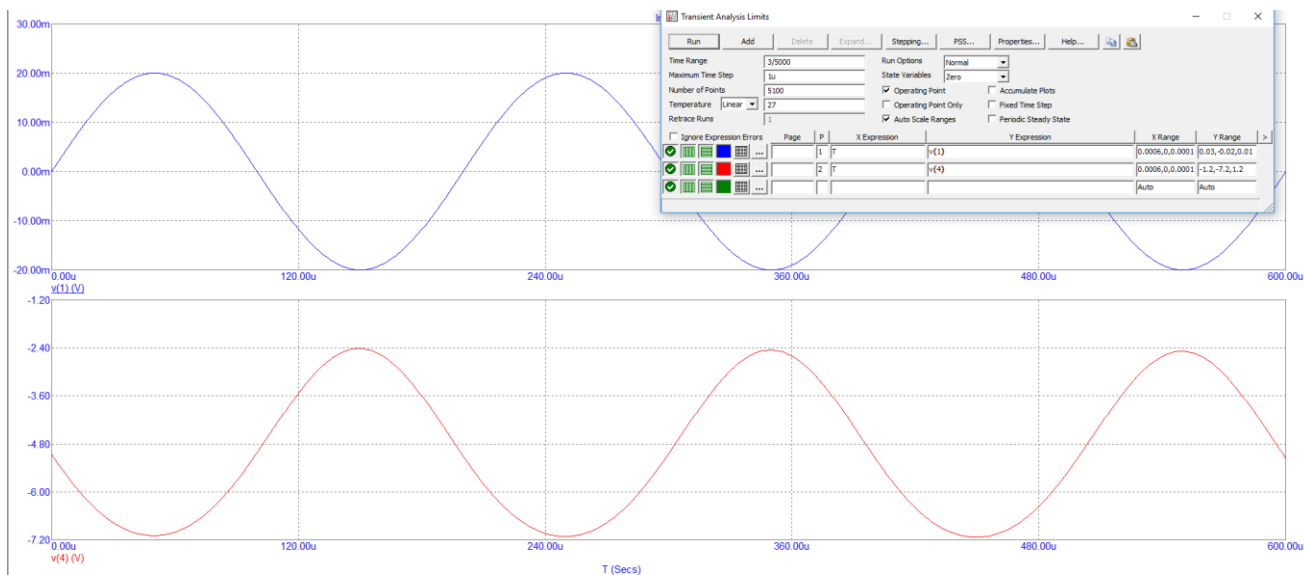 30.00m
20.00m
10.00m
0.00m
-10.00m
-20.00m
0.00u 120.00u 240.00u 360.00u 480.00u 600.00u
v(1) (V)
Transient Analysis Limits
Run Add Delete Expand... Stepping... PSS... Properties... Help...
Time Range 3/5000 Run Options Normal
Maximum Time Step 1u State Variables Zero
Number of Points 5100 Operating Point Accumulate Plots
Temperature Linear 27 Operating Point Only Fixed Time Step
Retrace Runs 1 Auto Scale Ranges Periodic Steady State
Ignore Expression Errors Page P X Expression Y Expression X Range Y Range >
... 1 T v(1) 0.0006,0,0.0001 0.03,-0.02,0.01
... 2 T v(4) 0.0006,0,0.0001 -1.2,-7.2,1.2
... Auto Auto
-1.20
-2.40
-3.60
-4.80
-6.00
-7.20
0.00u 120.00u 240.00u 360.00u 480.00u 600.00u
v(4) (V)
T (Secs)